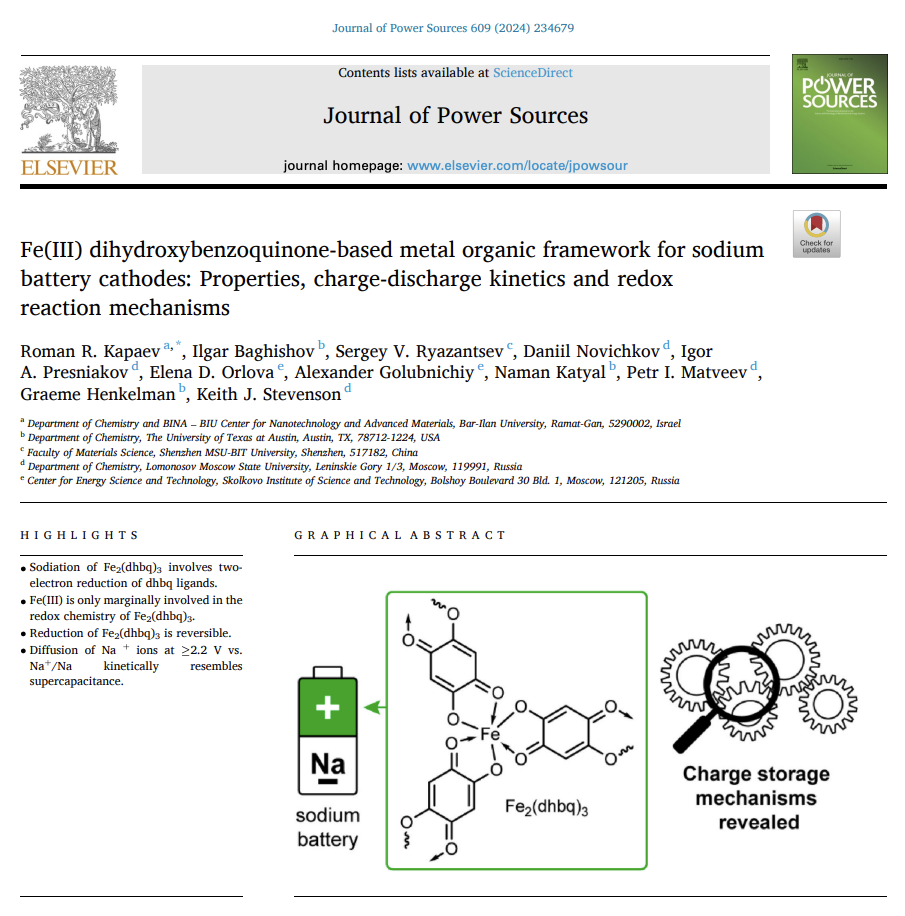 Journal of Power Sources 609 (2024) 234679
Contents lists available at ScienceDirect
Journal of Power Sources
journal homepage: www.elsevier.com/locate/jpowsour
ELSEVIER
JOURNAL OF
POWER
SOURCES
Check for
updates
Fe(III) dihydroxybenzoquinone-based metal organic framework for sodium
battery cathodes: Properties, charge-discharge kinetics and redox
reaction mechanisms
Roman R. Kapaev a,*, Ilgar Baghishov b, Sergey V. Ryazantsev c, Daniil Novichkov d, Igor
A. Presniakov d, Elena D. Orlova e, Alexander Golubnichiy e, Naman Katyal b, Petr I. Matveev d,
Graeme Henkelman b, Keith J. Stevenson d
a Department of Chemistry and BINA – BIU Center for Nanotechnology and Advanced Materials, Bar-Ilan University, Ramat-Gan, 5290002, Israel
b Department of Chemistry, The University of Texas at Austin, Austin, TX, 78712-1224, USA
c Faculty of Materials Science, Shenzhen MSU-BIT University, Shenzhen, 517182, China
d Department of Chemistry, Lomonosov Moscow State University, Leninskie Gory 1/3, Moscow, 119991, Russia
e Center for Energy Science and Technology, Skolkovo Institute of Science and Technology, Bolshoy Boulevard 30 Bld. 1, Moscow, 121205, Russia
HIGHLIGHTS
• Sodiation of Fe2(dhbq)3 involves two-
electron reduction of dhbq ligands.
• Fe(III) is only marginally involved in the
redox chemistry of Fe2(dhbq)3.
• Reduction of Fe2(dhbq)3 is reversible.
• Diffusion of Na + ions at ≥2.2 V vs.
Na+/Na kinetically resembles
supercapacitance.
GRAPHICAL ABSTRACT
+
Na
sodium
battery
O
O
O
O
O
O
Fe
O
O
O
O
O
O
Fe2(dhbq)3
Charge storage
mechanisms
revealed